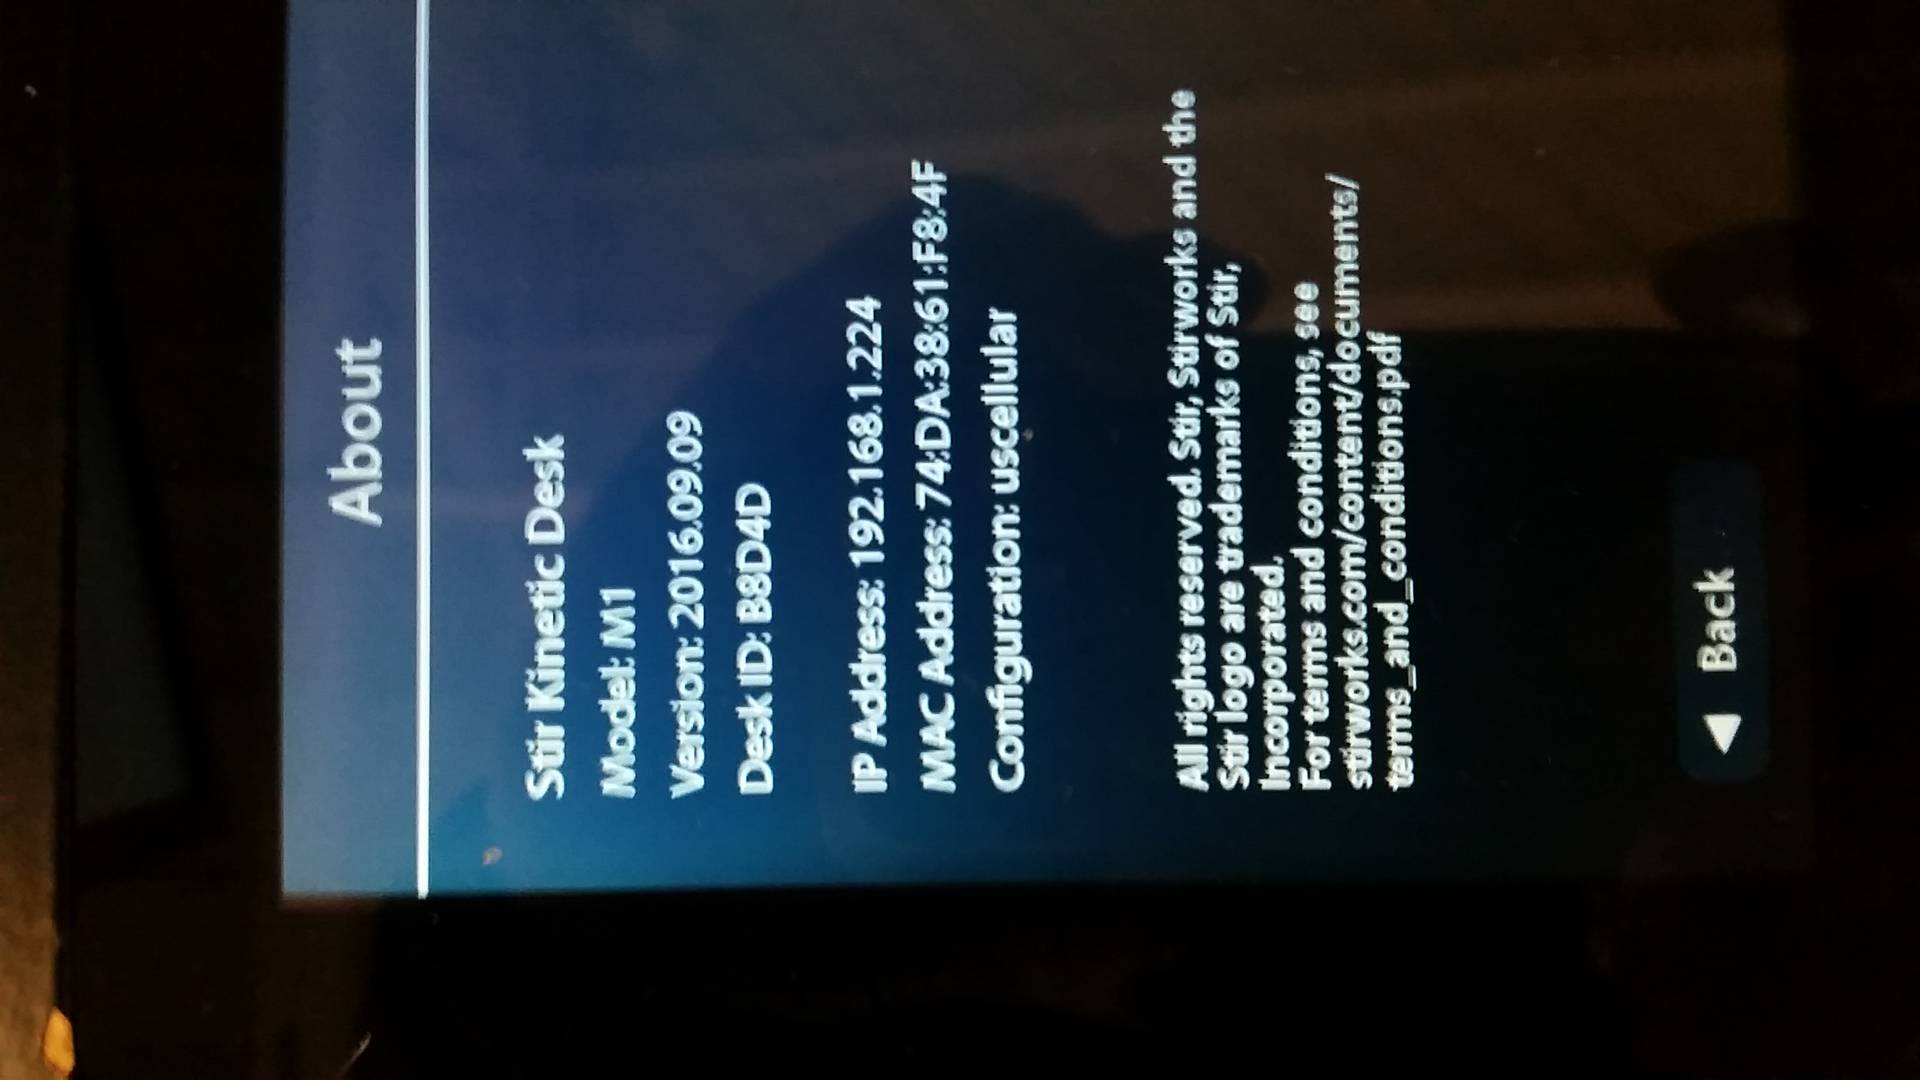 About
Stir Kinetic Desk
Model: M1
Version: 2016.09.09
Desk ID: B8D4D
IP Address: 192.168.1.224
MAC Address: 74:DA:38:61:F8:4F
Configuration: uscellular
All rights reserved. Stir, Stirworks and the
Stir logo are trademarks of Stir,
Incorporated.
For terms and conditions, see
stirworks.com/content/documents/
terms_and_conditions.pdf
Back